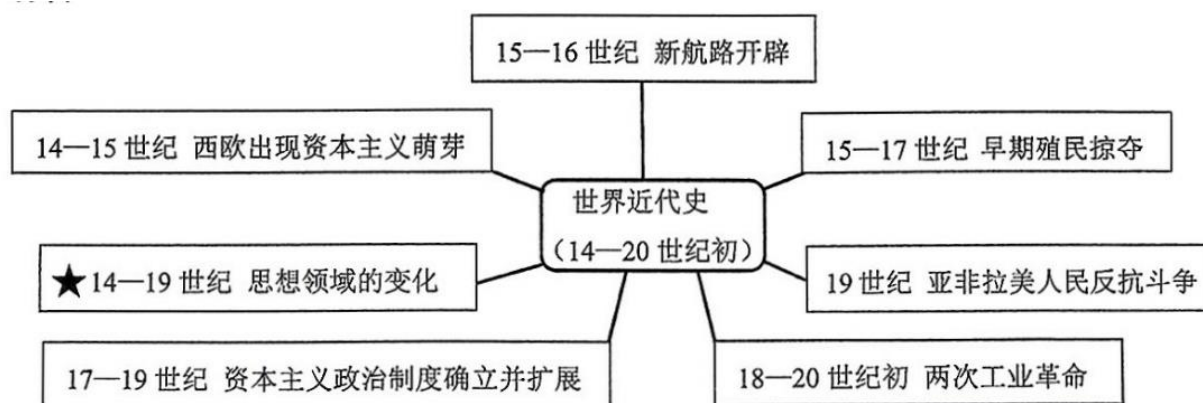 15—16 世纪 新航路开辟
14—15 世纪 西欧出现资本主义萌芽
15—17 世纪 早期殖民掠夺
世界近代史
（14—20 世纪初）
★14—19 世纪 思想领域的变化
19 世纪 亚非拉美人民反抗斗争
17—19 世纪 资本主义政治制度确立并扩展
18—20 世纪初 两次工业革命